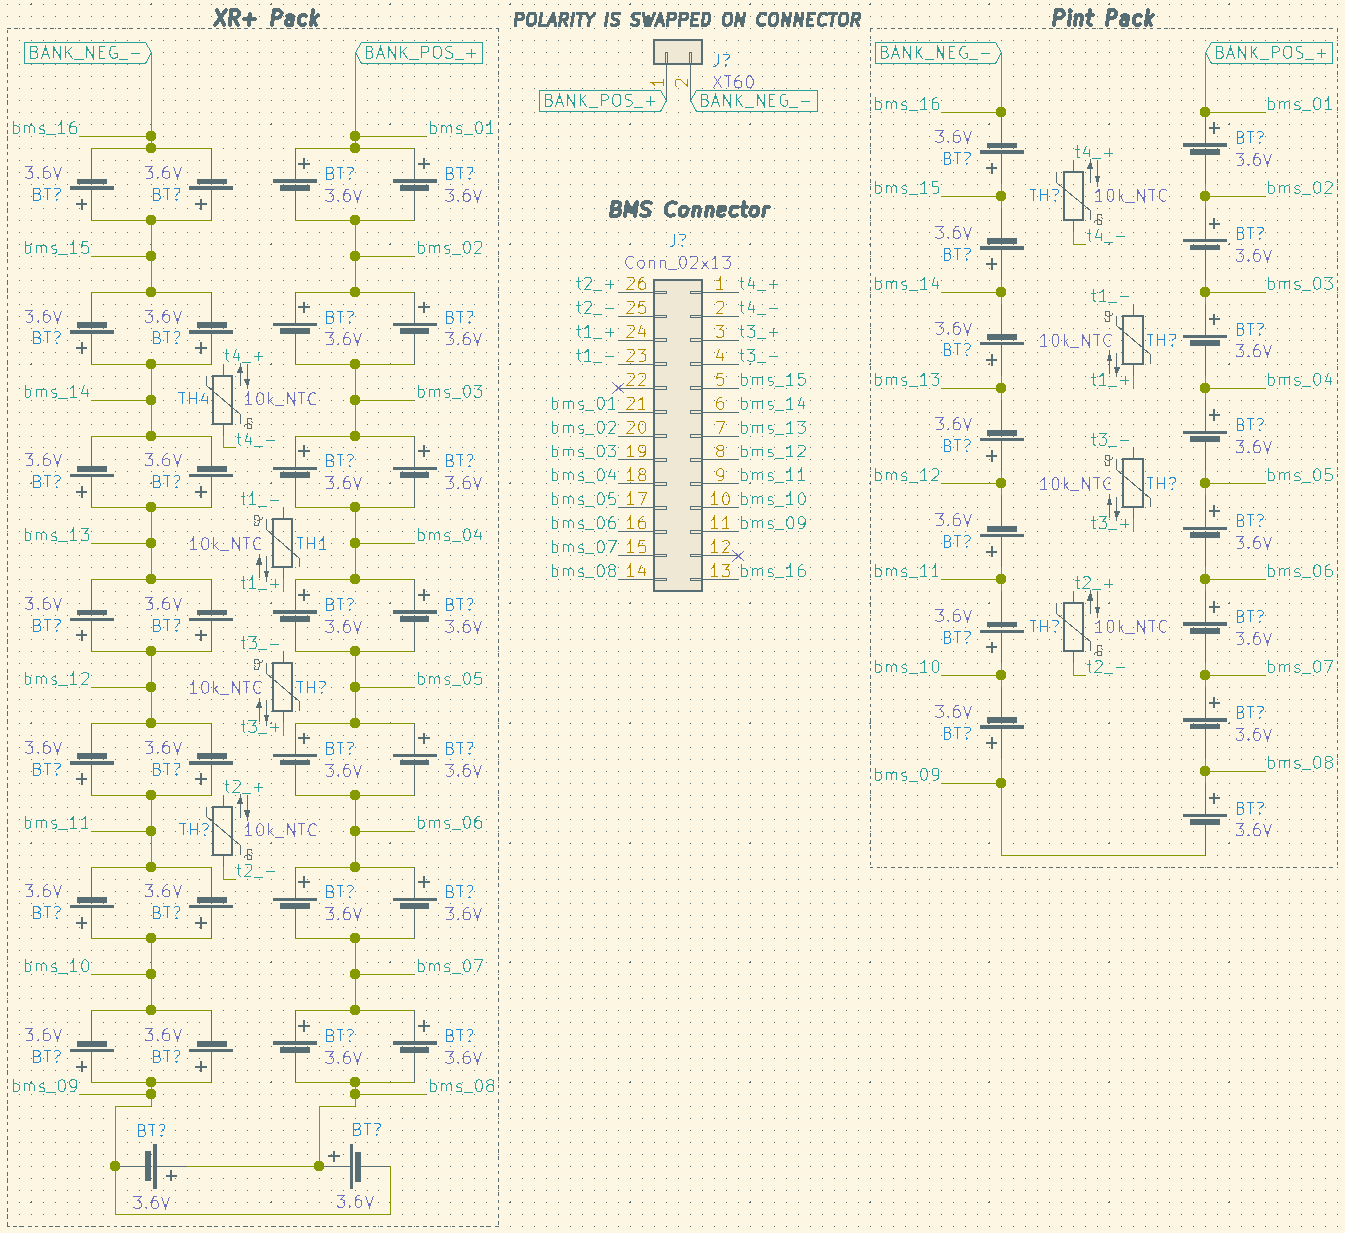 XR+ Pack
BANK_NEG_-
BANK_POS_+
bms_16
bms_01
3.6V
BT?
3.6V
BT?
BT?
3.6V
BT?
3.6V
bms_15
bms_02
3.6V
BT?
3.6V
BT?
BT?
3.6V
BT?
3.6V
t4_+
bms_14
TH4
10k_NTC
bms_03
t4_-
3.6V
BT?
3.6V
BT?
BT?
3.6V
BT?
3.6V
t1_-
bms_13
10k_NTC
TH1
bms_04
t1_+
3.6V
BT?
3.6V
BT?
BT?
3.6V
BT?
3.6V
t3_-
bms_12
10k_NTC
TH?
bms_05
t3_+
3.6V
BT?
3.6V
BT?
BT?
3.6V
BT?
3.6V
t2_+
bms_11
TH?
10k_NTC
bms_06
t2_-
3.6V
BT?
3.6V
BT?
BT?
3.6V
BT?
3.6V
bms_10
bms_07
3.6V
BT?
3.6V
BT?
BT?
3.6V
BT?
3.6V
bms_09
bms_08
BT?
3.6V
BT?
3.6V
POLARITY IS SWAPPED ON CONNECTOR
J?
XT60
1
2
BANK_POS_+
BANK_NEG_-
BMS Connector
J?
Conn_02x13
t2_+ 26 1 t4_+
t2_- 25 2 t4_-
t1_+ 24 3 t3_+
t1_- 23 4 t3_-
22 5 bms_15
bms_01 21 6 bms_14
bms_02 20 7 bms_13
bms_03 19 8 bms_12
bms_04 18 9 bms_11
bms_05 17 10 bms_10
bms_06 16 11 bms_09
bms_07 15 12
bms_08 14 13 bms_16
Pint Pack
BANK_NEG_-
BANK_POS_+
bms_16
bms_01
3.6V
BT?
BT?
3.6V
t4_+
bms_15
TH?
10k_NTC
bms_02
t4_-
3.6V
BT?
BT?
3.6V
bms_14
bms_03
t1_-
3.6V
BT?
10k_NTC
TH?
BT?
3.6V
t1_+
bms_13
bms_04
3.6V
BT?
BT?
3.6V
t3_-
bms_12
10k_NTC
TH?
bms_05
t3_+
3.6V
BT?
BT?
3.6V
bms_11
bms_06
t2_+
3.6V
BT?
TH?
10k_NTC
BT?
3.6V
t2_-
bms_10
bms_07
3.6V
BT?
BT?
3.6V
bms_09
bms_08
BT?
3.6V